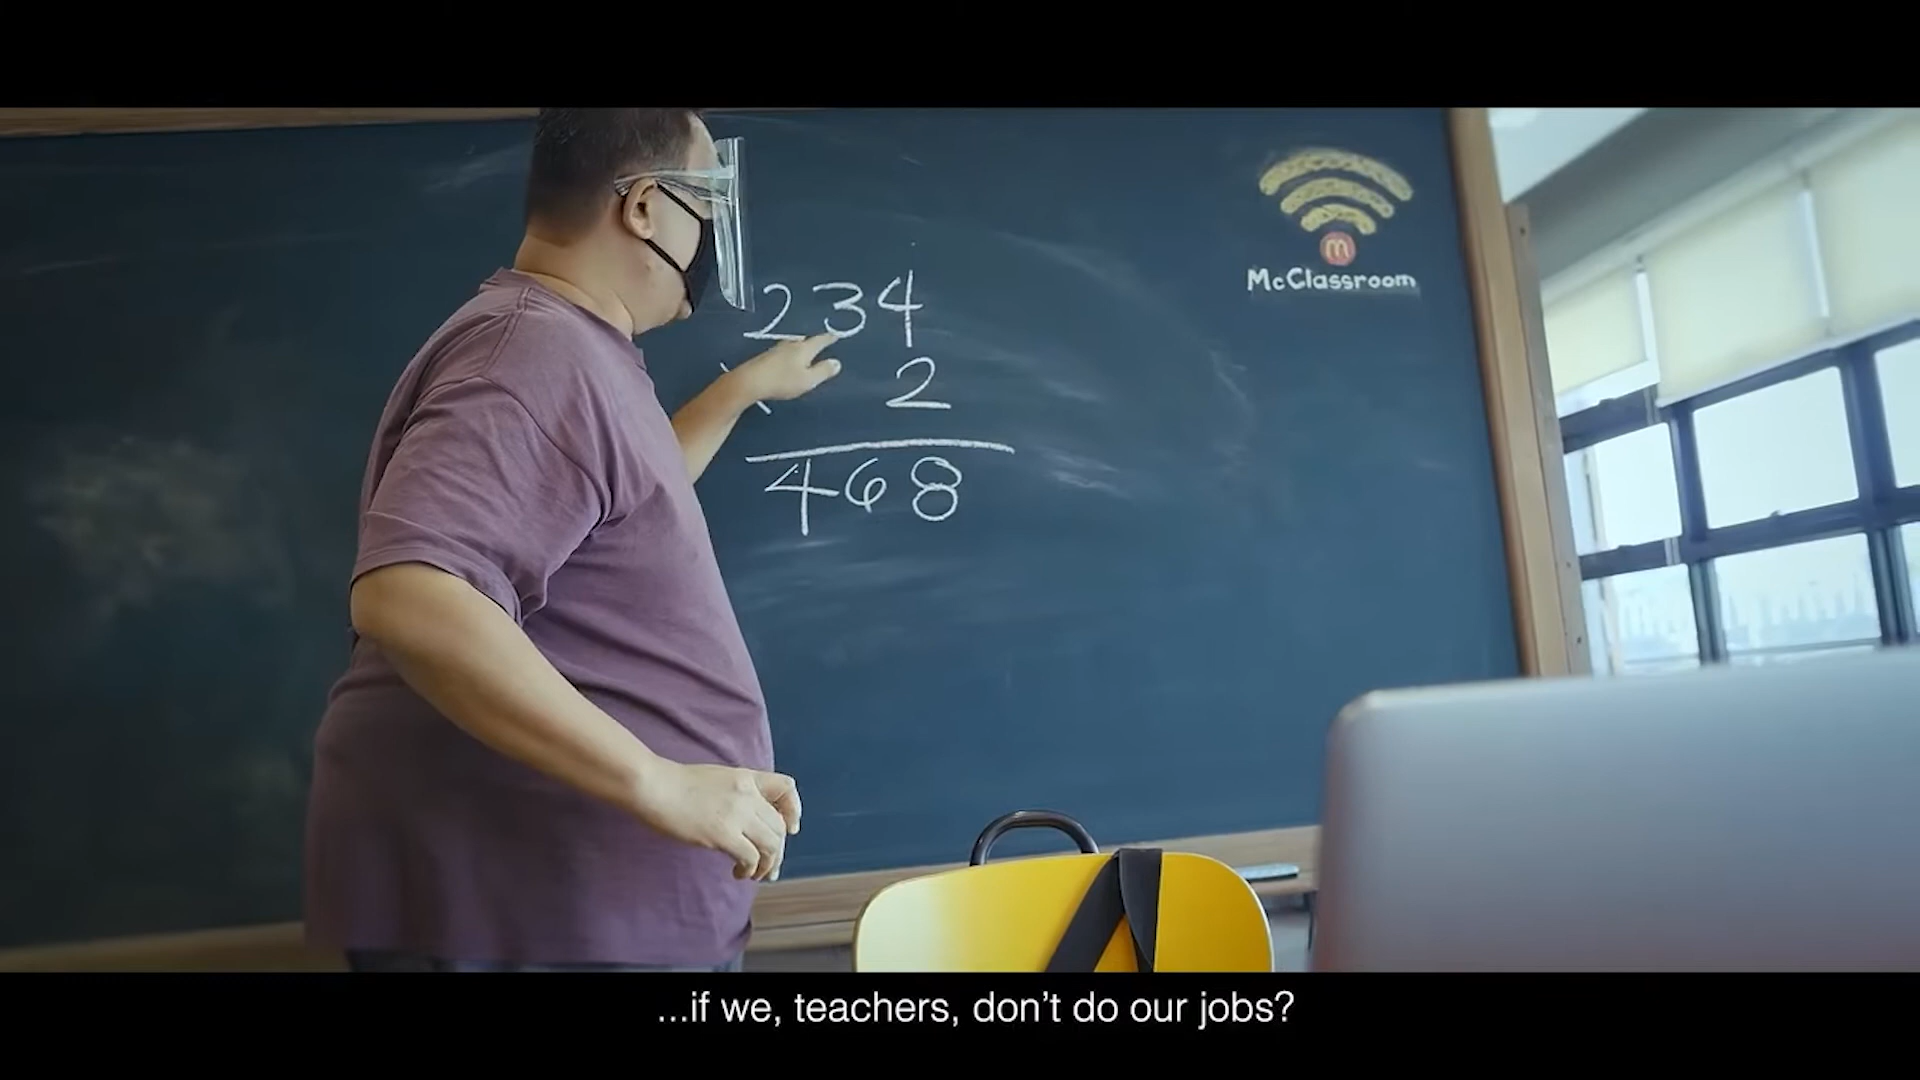 m
McClassroom
234
× 2
468
...if we, teachers, don't do our jobs?